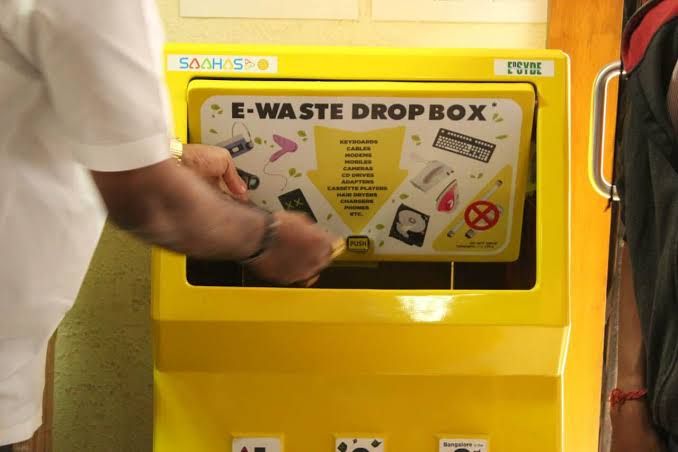 SAAHAS
E-WASTE DROP BOX*
KEYBOARDS
CABLES
MODEMS
MOBILES
CAMERAS
CD DRIVES
ADAPTERS
CASSETTE PLAYERS
HAIR DRYERS
CHARGERS
PHONES
ETC.
PUSH
Bangalore